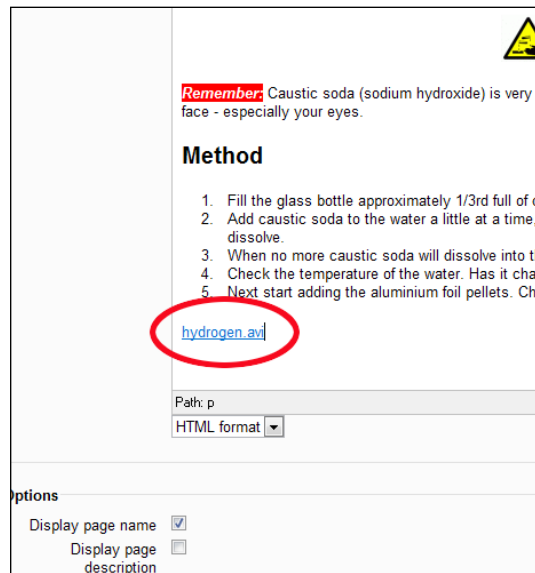 Remember: Caustic soda (sodium hydroxide) is very
face - especially your eyes.
Method
1. Fill the glass bottle approximately 1/3rd full of
2. Add caustic soda to the water a little at a time,
dissolve.
3. When no more caustic soda will dissolve into
4. Check the temperature of the water. Has it
5. Next start adding the aluminium foil pellets.
hydrogen.avi
Path: p
HTML format
Options
Display page name
Display page
description